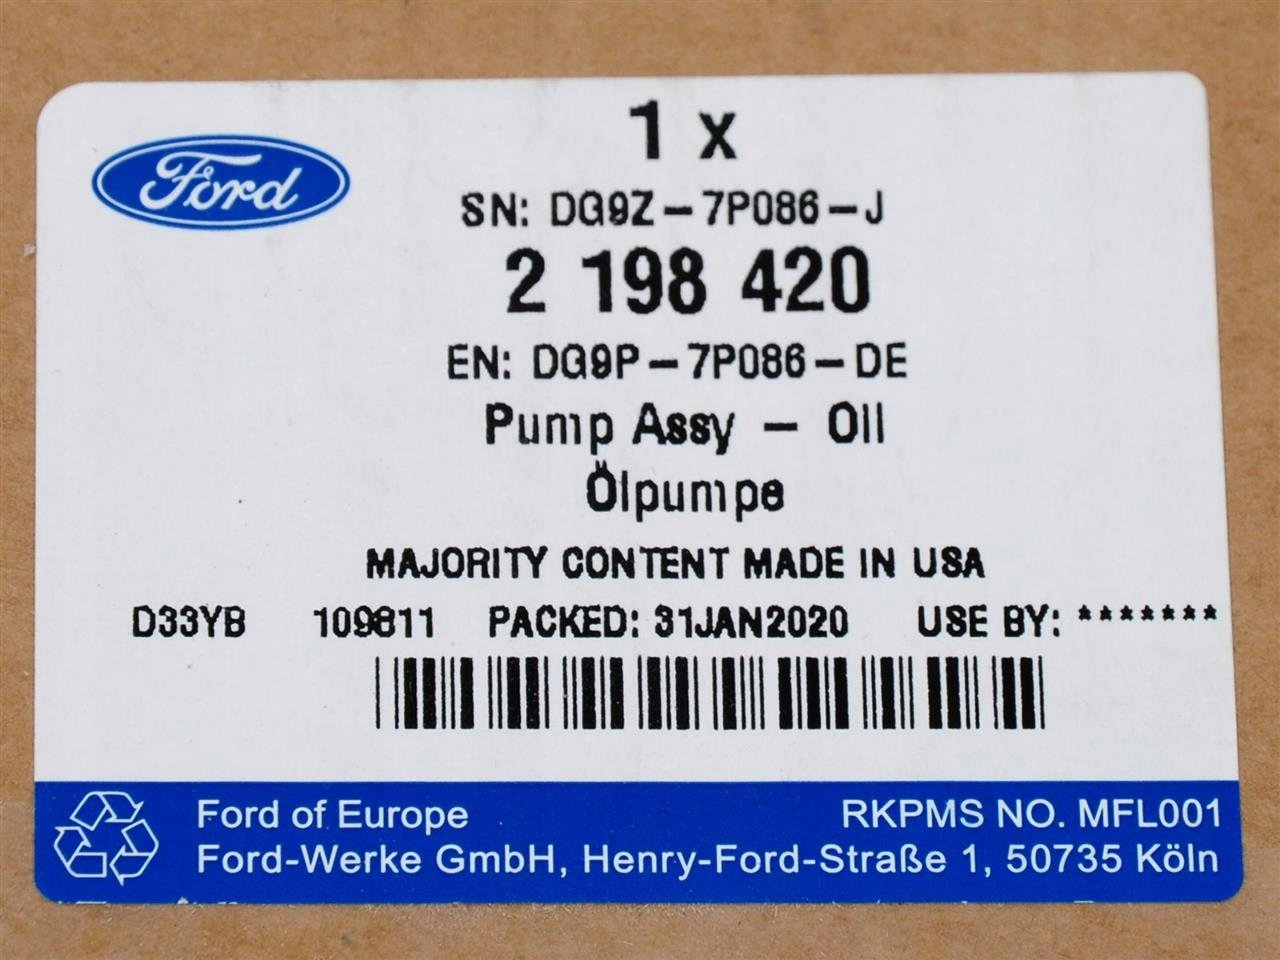 Ford
1 x
SN: DG9Z-7P086-J
2 198 420
EN: DG9P-7P086-DE
Pump Assy - Oil
Ölpumpe
MAJORITY CONTENT MADE IN USA
D33YB 109811 PACKED: 31JAN2020 USE BY: *******
Ford of Europe RKPMS NO. MFL001
Ford-Werke GmbH, Henry-Ford-Straße 1, 50735 Köln